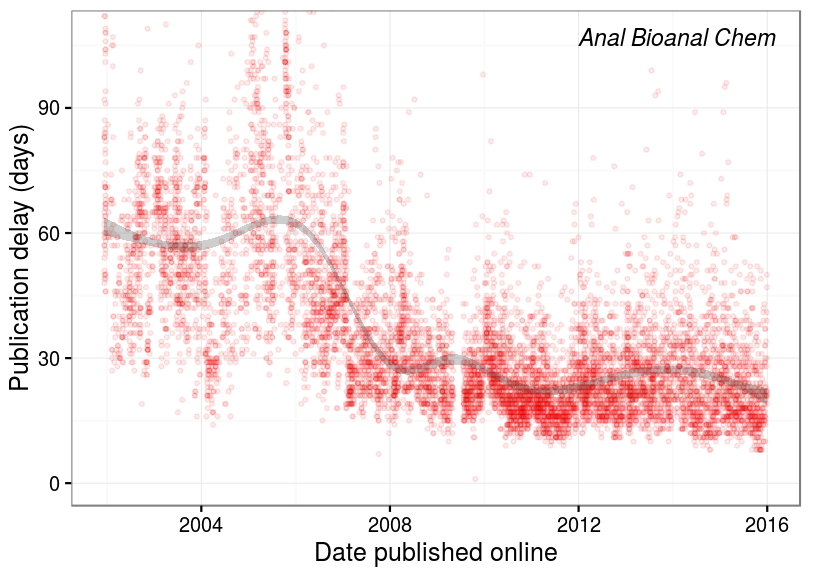 Anal Bioanal Chem
Publication delay (days)
90
60
30
0
2004
2008
2012
2016
Date published online